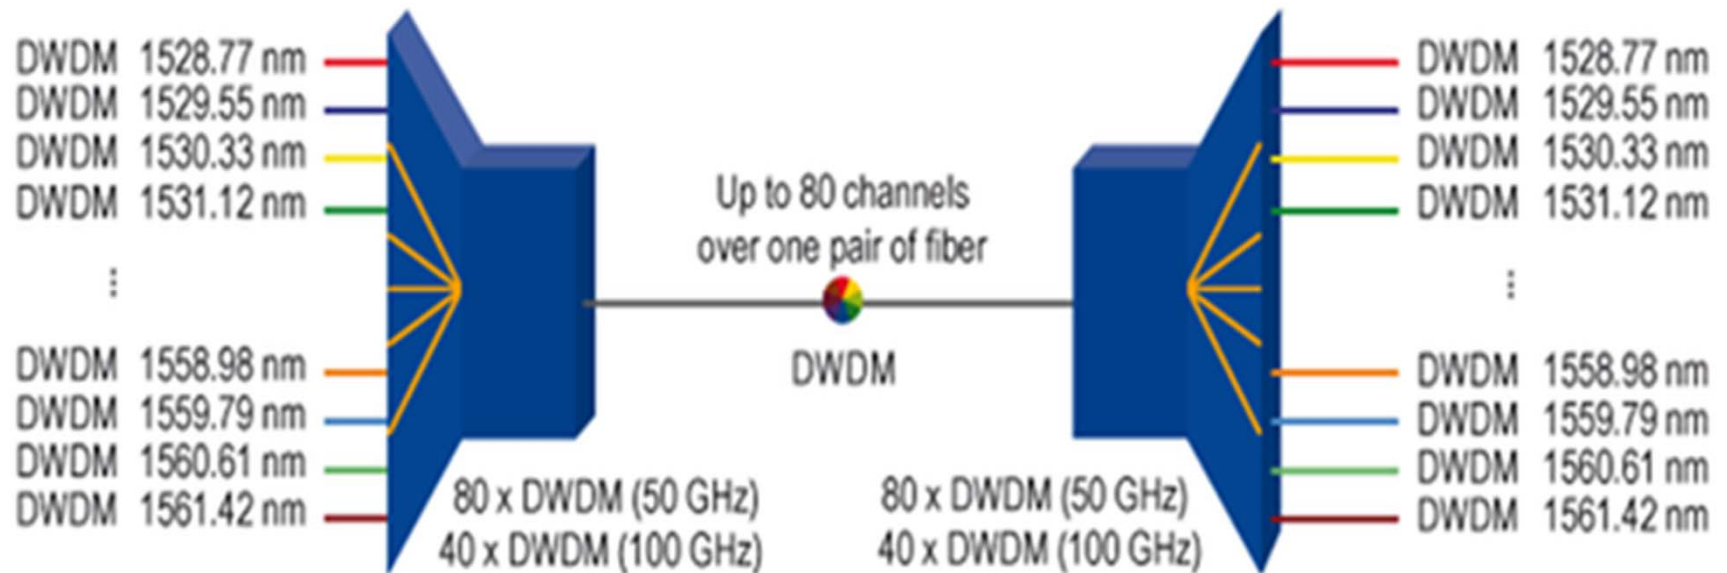 DWDM 1528.77 nm
DWDM 1529.55 nm
DWDM 1530.33 nm
DWDM 1531.12 nm
⋮
DWDM 1558.98 nm
DWDM 1559.79 nm
DWDM 1560.61 nm
DWDM 1561.42 nm
Up to 80 channels
over one pair of fiber
DWDM
80 x DWDM (50 GHz)
40 x DWDM (100 GHz)
80 x DWDM (50 GHz)
40 x DWDM (100 GHz)
DWDM 1528.77 nm
DWDM 1529.55 nm
DWDM 1530.33 nm
DWDM 1531.12 nm
⋮
DWDM 1558.98 nm
DWDM 1559.79 nm
DWDM 1560.61 nm
DWDM 1561.42 nm